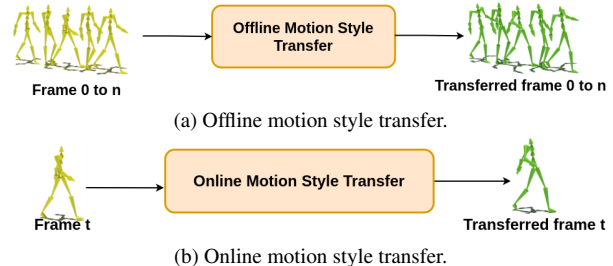 Offline Motion Style
Transfer
Frame 0 to n
Transferred frame 0 to n
(a) Offline motion style transfer.
Online Motion Style Transfer
Frame t
Transferred frame t
(b) Online motion style transfer.